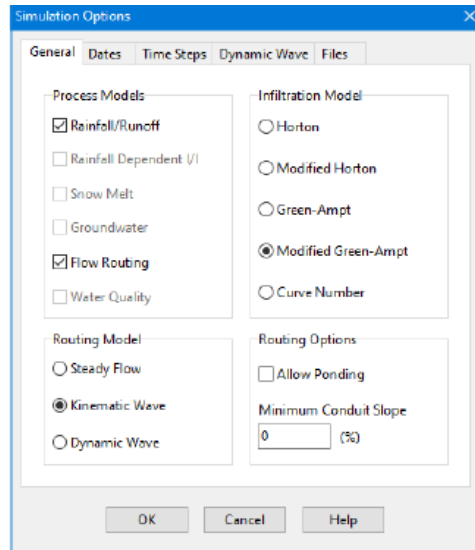 Simulation Options
General Dates Time Steps Dynamic Wave Files
Process Models
Rainfall/Runoff
Rainfall Dependent I/I
Snow Melt
Groundwater
Flow Routing
Water Quality
Infiltration Model
Horton
Modified Horton
Green-Ampt
Modified Green-Ampt
Curve Number
Routing Model
Steady Flow
Kinematic Wave
Dynamic Wave
Routing Options
Allow Ponding
Minimum Conduit Slope
0 (%)
OK Cancel Help